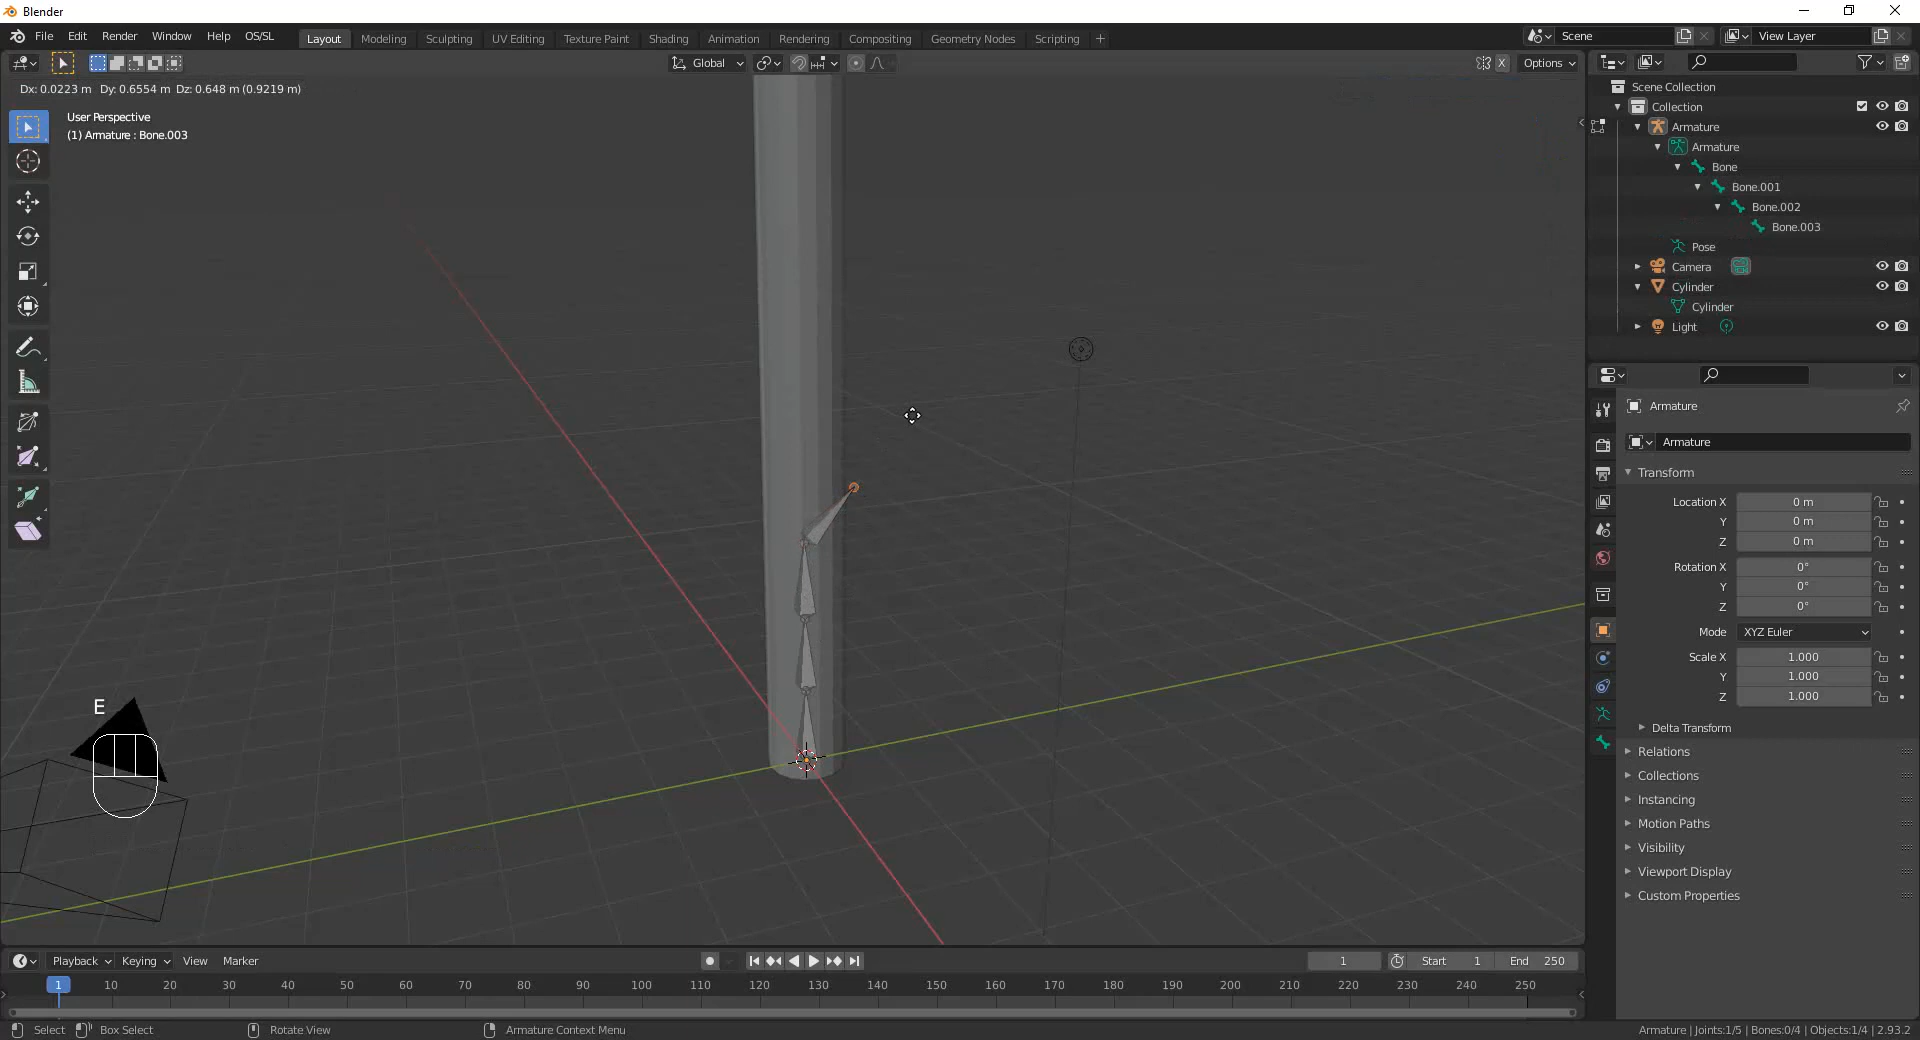 Blender
File Edit Render Window Help OS/SL Layout Modeling Sculpting UV Editing Texture Paint Shading Animation Rendering Compositing Geometry Nodes Scripting + Scene View Layer
Global X Options
Dx: 0.0223 m Dy: 0.6554 m Dz: 0.648 m (0.9219 m)
User Perspective
(1) Armature : Bone.003
E
Scene Collection
Collection
Armature
Armature
Bone
Bone.001
Bone.002
Bone.003
Pose
Camera
Cylinder
Cylinder
Light
Armature
Armature
Transform
Location X 0 m
Y 0 m
Z 0 m
Rotation X 0°
Y 0°
Z 0°
Mode XYZ Euler
Scale X 1.000
Y 1.000
Z 1.000
Delta Transform
Relations
Collections
Instancing
Motion Paths
Visibility
Viewport Display
Custom Properties
Playback Keying View Marker 1 Start 1 End 250
1 10 20 30 40 50 60 70 80 90 100 110 120 130 140 150 160 170 180 190 200 210 220 230 240 250
Select Box Select Rotate View Armature Context Menu Armature | Joints:1/5 | Bones:0/4 | Objects:1/4 | 2.93.2